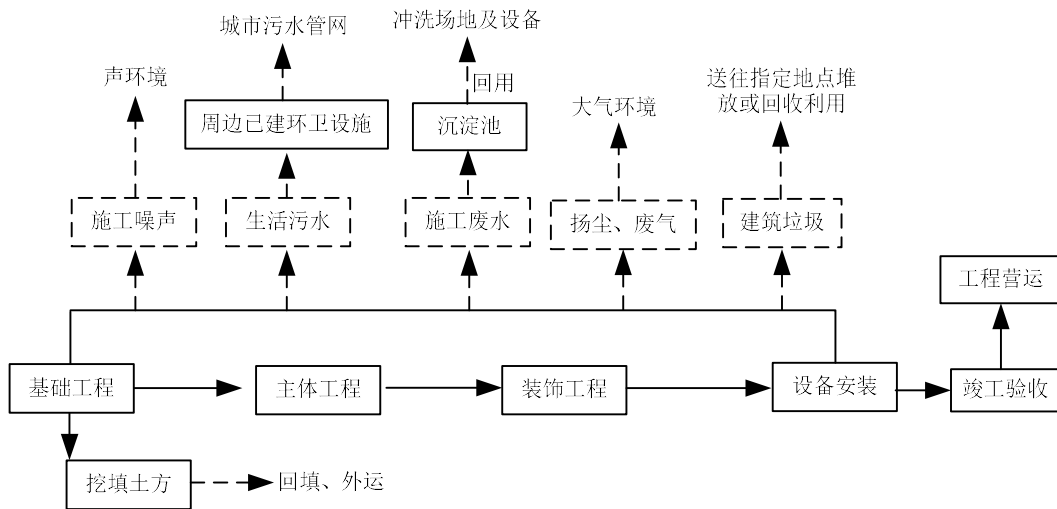 城市污水管网
冲洗场地及设备
声环境
回用
大气环境
送往指定地点堆
放或回收利用
周边已建环卫设施
沉淀池
施工噪声
生活污水
施工废水
扬尘、废气
建筑垃圾
工程营运
基础工程
主体工程
装饰工程
设备安装
竣工验收
挖填土方
回填、外运